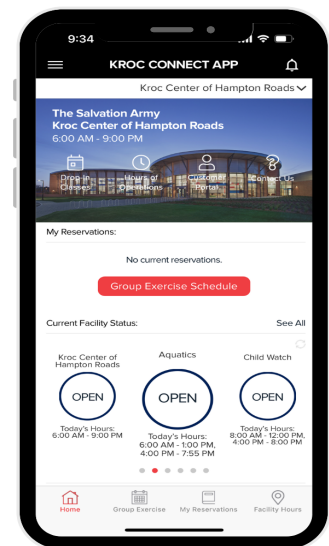 9:34
KROC CONNECT APP
Kroc Center of Hampton Roads
The Salvation Army
Kroc Center of Hampton Roads
6:00 AM - 9:00 PM
Drop-In
Classes
Hours of
Operations
Customer
Portal
Contact Us
My Reservations:
No current reservations.
Group Exercise Schedule
Current Facility Status:
See All
Kroc Center of
Hampton Roads
OPEN
Today's Hours:
6:00 AM - 9:00 PM
Aquatics
OPEN
Today's Hours:
6:00 AM - 1:00 PM,
4:00 PM - 7:55 PM
Child Watch
OPEN
Today's Hours:
8:00 AM - 12:00 PM,
4:00 PM - 8:00 PM
Home
Group Exercise
My Reservations
Facility Hours